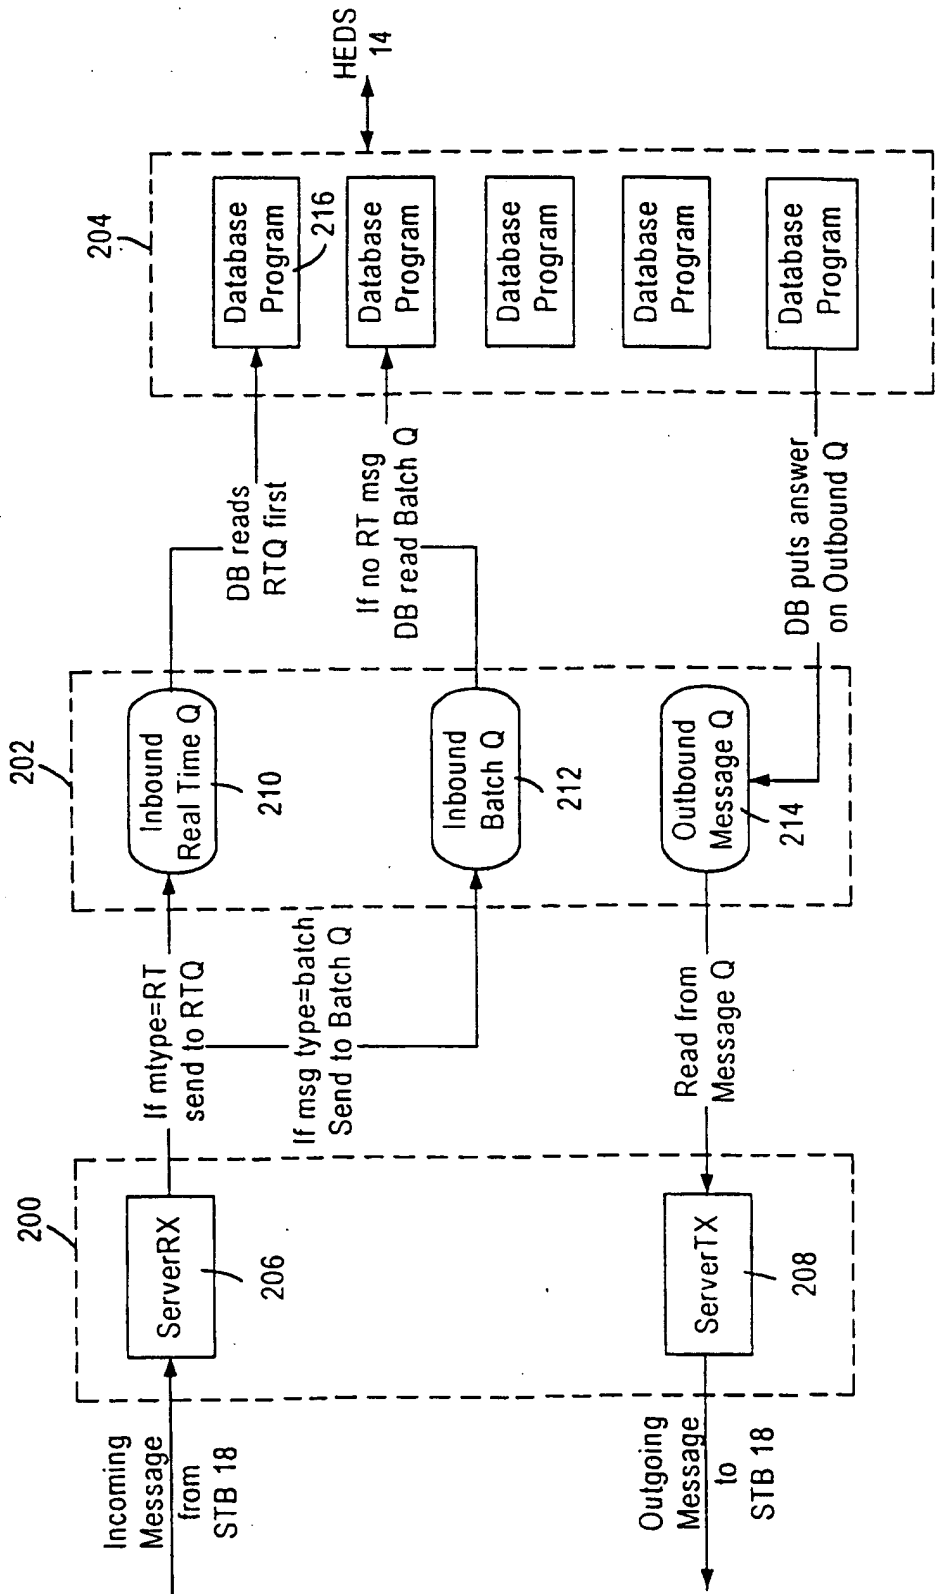 Incoming
Message
from
STB 18
200
ServerRX
206
If mtype=RT
send to RTQ
If msg type=batch
Send to Batch Q
202
Inbound
Real Time Q
210
Inbound
Batch Q
212
DB reads
RTQ first
If no RT msg
DB read Batch Q
204
Database
Program
216
Database
Program
Database
Program
Database
Program
Database
Program
HEDS
14
DB puts answer
on Outbound Q
Outbound
Message Q
214
Read from
Message Q
ServerTX
208
Outgoing
Message
to
STB 18